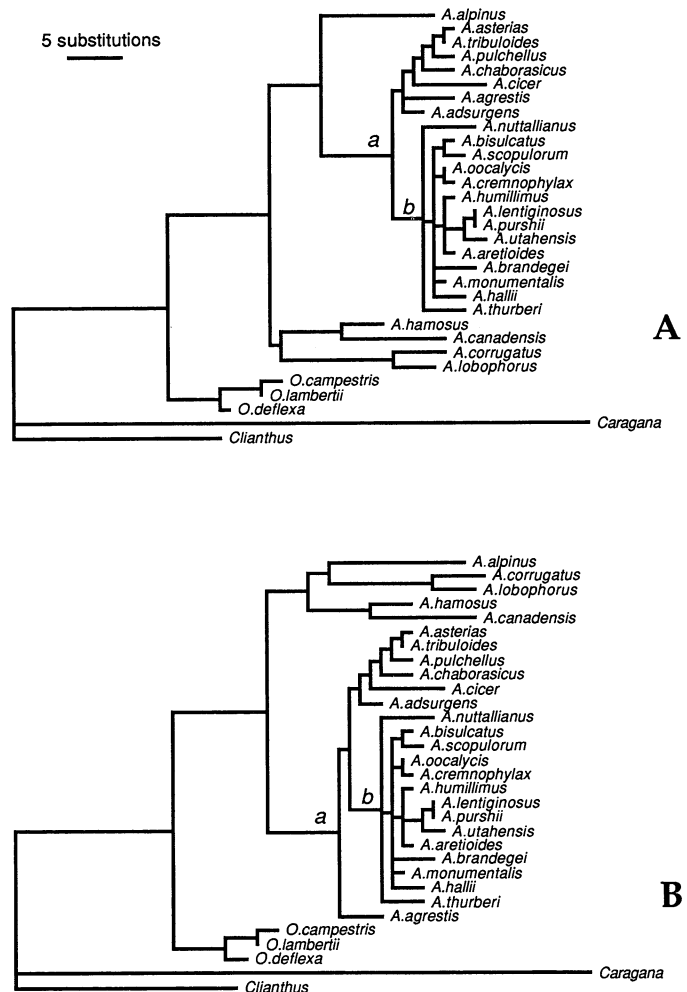 A.alpinus
5 substitutions
A.asterias
A.tribuloides
A.pulchellus
A.chaborasicus
A.cicer
A.agrestis
A.adsurgens
a
A.nuttallianus
A.bisulcatus
A.scopulorum
A.oocalycis
A.cremnophylax
A.humillimus
b
A.lentiginosus
A.purshii
A.utahensis
A.aretioides
A.brandegei
A.monumentalis
A.hallii
A.thurberi
A.hamosus
A
A.canadensis
A.corrugatus
A.lobophorus
O.campestris
O.lambertii
O.deflexa
Caragana
Clianthus
A.alpinus
A.corrugatus
A.lobophorus
A.hamosus
A.canadensis
A.asterias
A.tribuloides
A.pulchellus
A.chaborasicus
A.cicer
A.adsurgens
A.nuttallianus
A.bisulcatus
A.scopulorum
A.oocalycis
A.cremnophylax
A.humillimus
b
A.lentiginosus
a
A.purshii
A.utahensis
A.aretioides
A.brandegei
A.monumentalis
A.hallii
B
A.thurberi
A.agrestis
O.campestris
O.lambertii
O.deflexa
Caragana
Clianthus